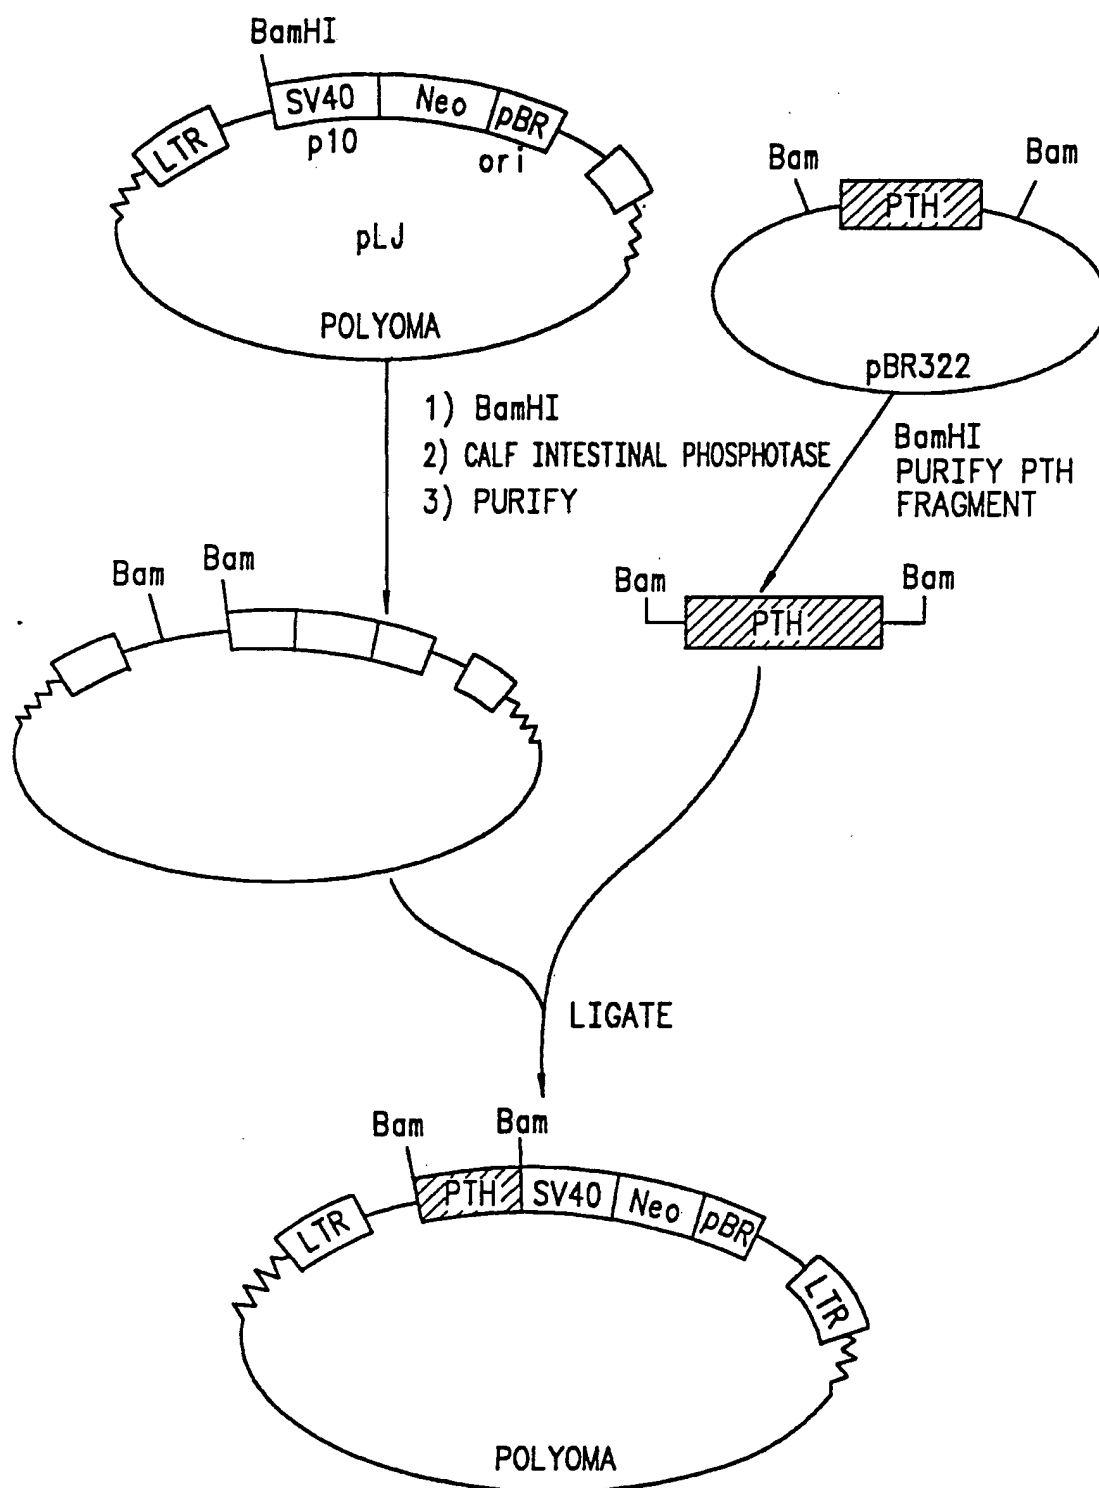 BamHI
SV40
Neo
pBR
LTR
p10
ori
pLJ
POLYOMA
Bam
Bam
PTH
pBR322
1) BamHI
2) CALF INTESTINAL PHOSPHOTASE
3) PURIFY
BamHI
PURIFY PTH
FRAGMENT
Bam
Bam
Bam
Bam
PTH
LIGATE
Bam
Bam
LTR
PTH
SV40
Neo
pBR
LTR
POLYOMA